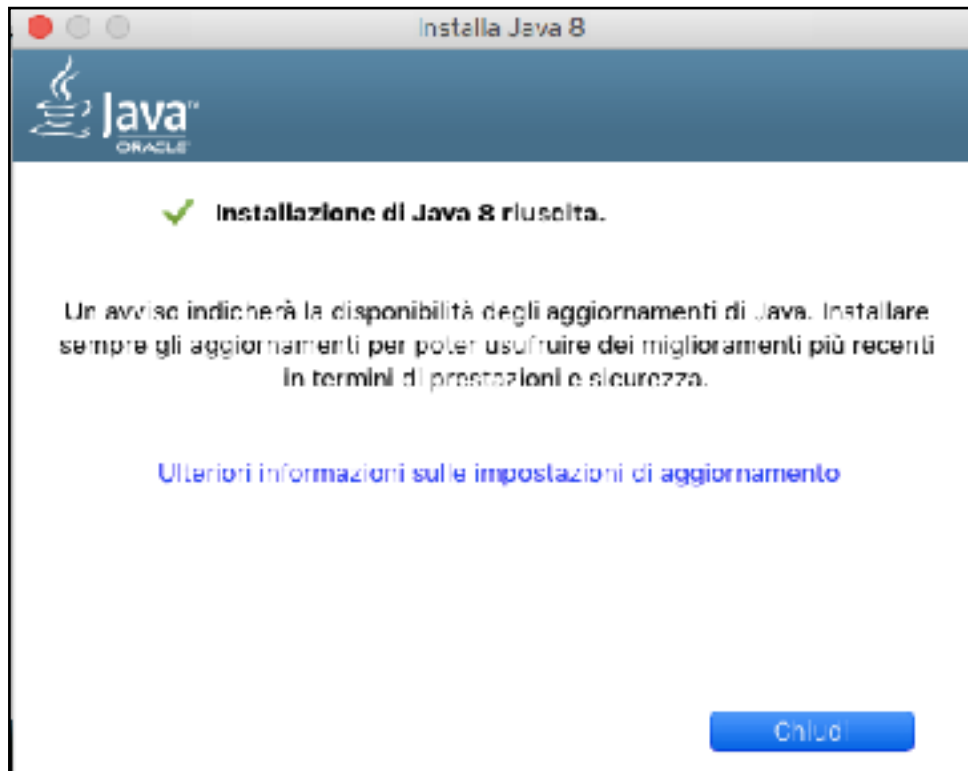 Installa Java 8
Java™
ORACLE
Installazione di Java 8 riuscita.
Un avviso indicherà la disponibilità degli aggiornamenti di Java. Installare
sempre gli aggiornamenti per poter usufruire dei miglioramenti più recenti
in termini di prestazioni e sicurezza.
Ulteriori informazioni sulle impostazioni di aggiornamento
Chiudi